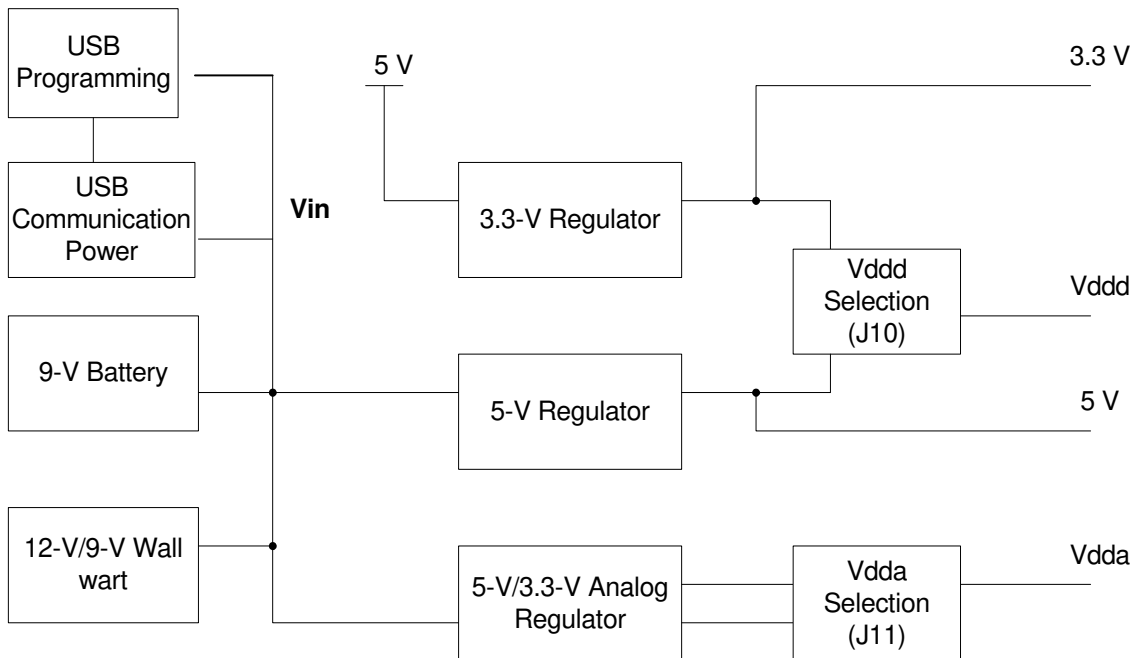 USB
Programming
USB
Communication
Power
9-V Battery
12-V/9-V Wall
wart
Vin
5 V
3.3-V Regulator
5-V Regulator
5-V/3.3-V Analog
Regulator
Vddd
Selection
(J10)
Vdda
Selection
(J11)
3.3 V
Vddd
5 V
Vdda